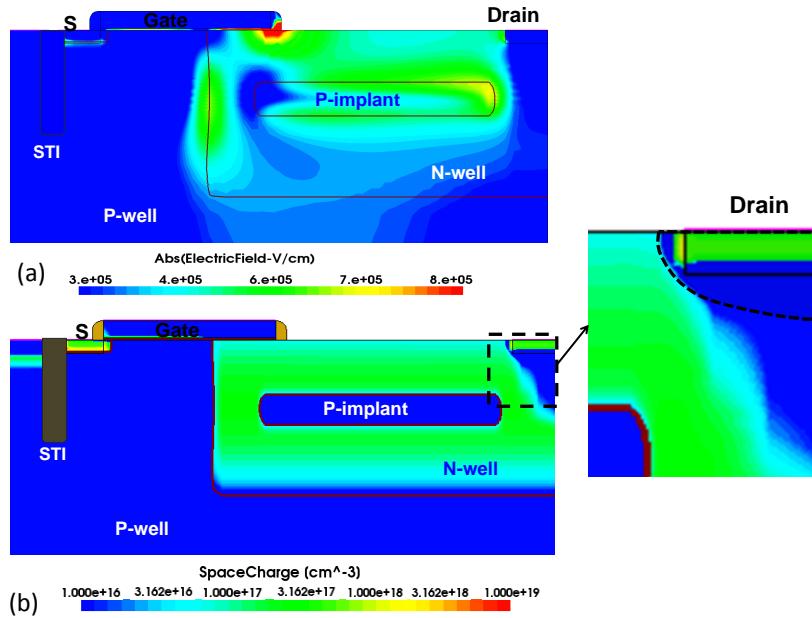 S Gate Drain
P-implant
STI
N-well
P-well
(a)
Abs(ElectricField-V/cm)
3.e+05 4.e+05 6.e+05 7.e+05 8.e+05
Drain
S Gate
P-implant
STI
N-well
P-well
SpaceCharge [cm^-3]
(b)
1.000e+16 3.162e+16 1.000e+17 3.162e+17 1.000e+18 3.162e+18 1.000e+19